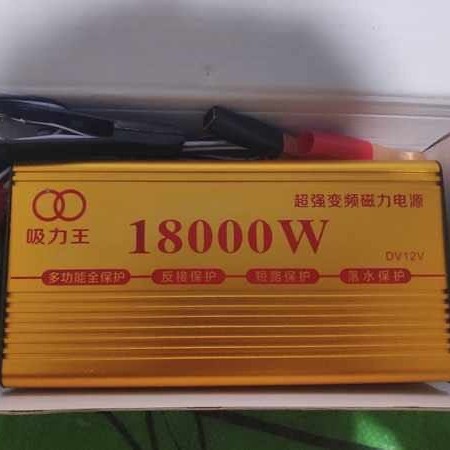 超强变频磁力电源
吸力王
18000W
DV12V
多功能全保护
反接保护
短路保护
落水保护